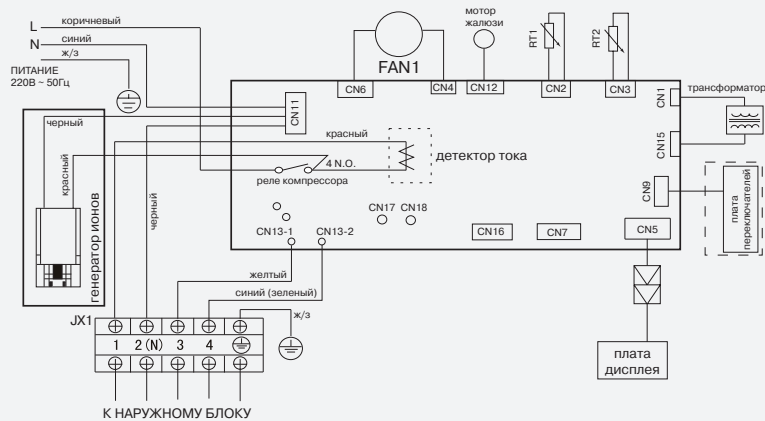 L
коричневый
N
синий
ж/з
ПИТАНИЕ
220В ~ 50Гц
FAN1
мотор
жалюзи
RT1
RT2
CN6
CN4
CN12
CN2
CN3
CN1
трансформатор
CN11
CN15
черный
красный
красный
4 N.O.
реле компрессора
детектор тока
CN9
плата
переключателей
генератор ионов
черный
CN17
CN18
CN13-1
CN13-2
CN16
CN7
CN5
желтый
синий (зеленый)
ж/з
JX1
1
2(N)
3
4
плата
дисплея
К НАРУЖНОМУ БЛОКУ